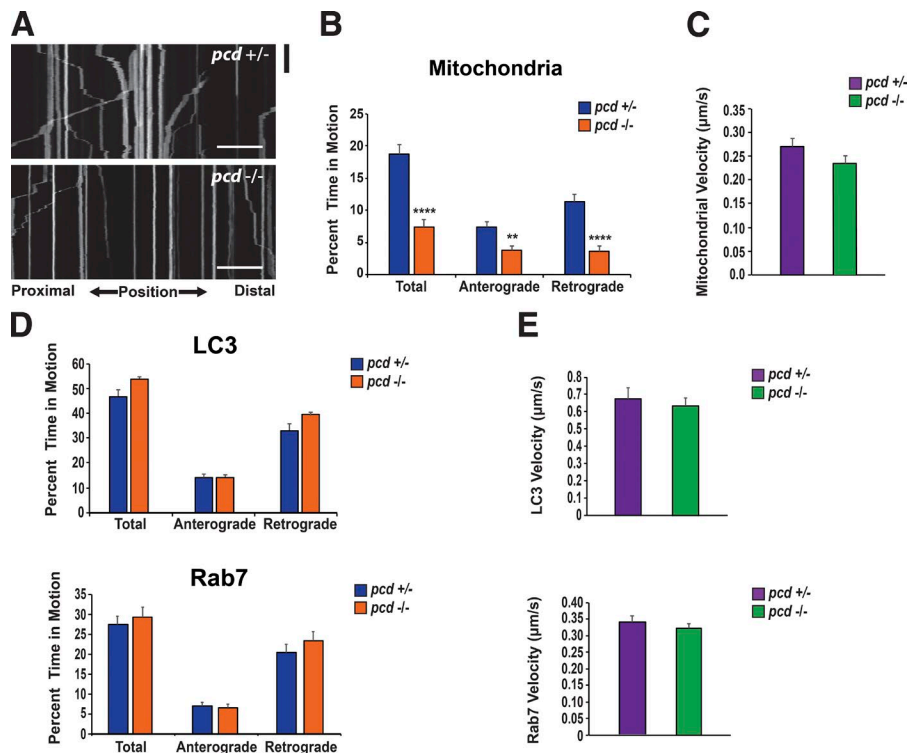 A
pcd +/-
pcd -/-
Proximal
Position
Distal
B
Mitochondria
pcd +/-
pcd -/-
Percent Time in Motion
25
20
15
10
5
0
****
**
****
Total
Anterograde
Retrograde
C
pcd +/-
pcd -/-
Mitochondrial Velocity (μm/s)
0.35
0.30
0.25
0.20
0.15
0.10
0.05
0.0
D
LC3
pcd +/-
pcd -/-
Percent Time in Motion
60
50
40
30
20
10
0
Total
Anterograde
Retrograde
Rab7
pcd +/-
pcd -/-
Percent Time in Motion
35
30
25
20
15
10
5
0
Total
Anterograde
Retrograde
E
pcd +/-
pcd -/-
LC3 Velocity (μm/s)
0.8
0.7
0.6
0.5
0.4
0.3
0.2
0.1
0
pcd +/-
pcd -/-
Rab7 Velocity (μm/s)
0.40
0.35
0.30
0.25
0.20
0.15
0.10
0.05
0